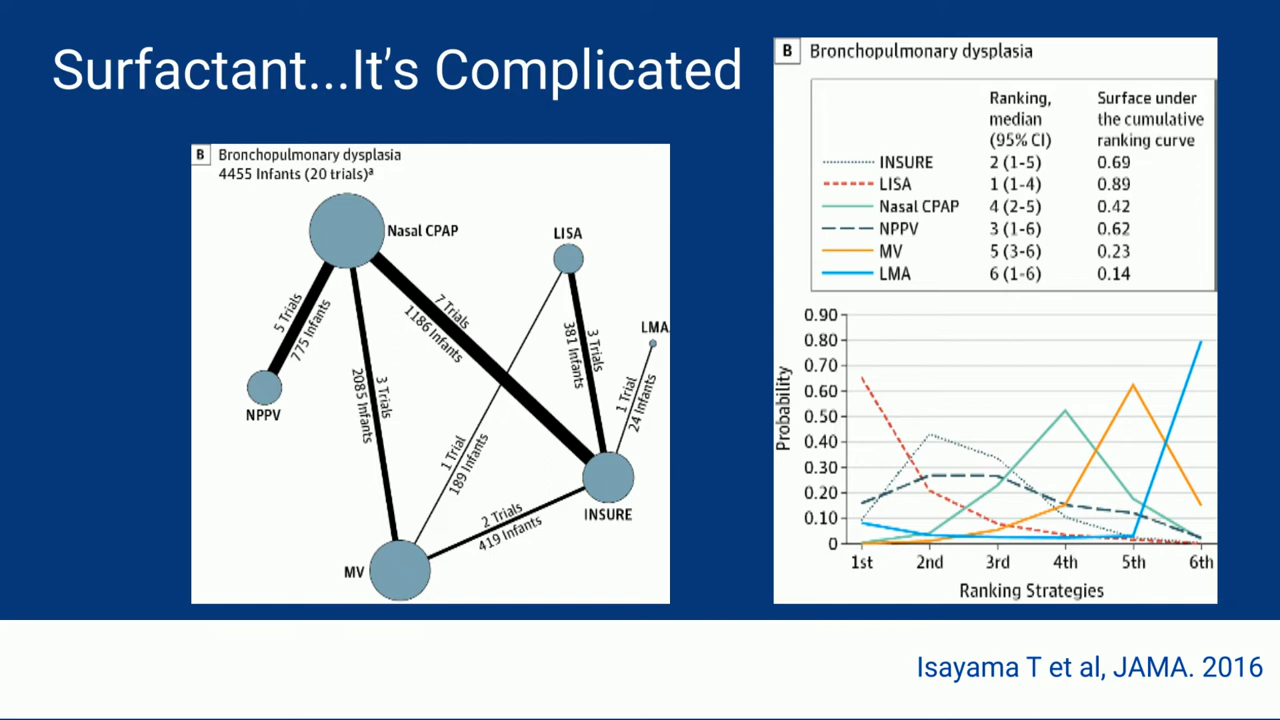 Surfactant...It's Complicated
B Bronchopulmonary dysplasia
4455 Infants (20 trials)a
Nasal CPAP
LISA
LMA
NPPV
INSURE
MV
5 Trials
775 Infants
7 Trials
1186 Infants
3 Trials
2085 Infants
3 Trials
381 Infants
1 Trial
24 Infants
1 Trial
189 Infants
2 Trials
419 Infants
B Bronchopulmonary dysplasia
Ranking, median (95% CI)
Surface under the cumulative ranking curve
INSURE 2 (1-5) 0.69
LISA 1 (1-4) 0.89
Nasal CPAP 4 (2-5) 0.42
NPPV 3 (1-6) 0.62
MV 5 (3-6) 0.23
LMA 6 (1-6) 0.14
Probability
0.90
0.80
0.70
0.60
0.50
0.40
0.30
0.20
0.10
0
1st 2nd 3rd 4th 5th 6th
Ranking Strategies
Isayama T et al, JAMA. 2016